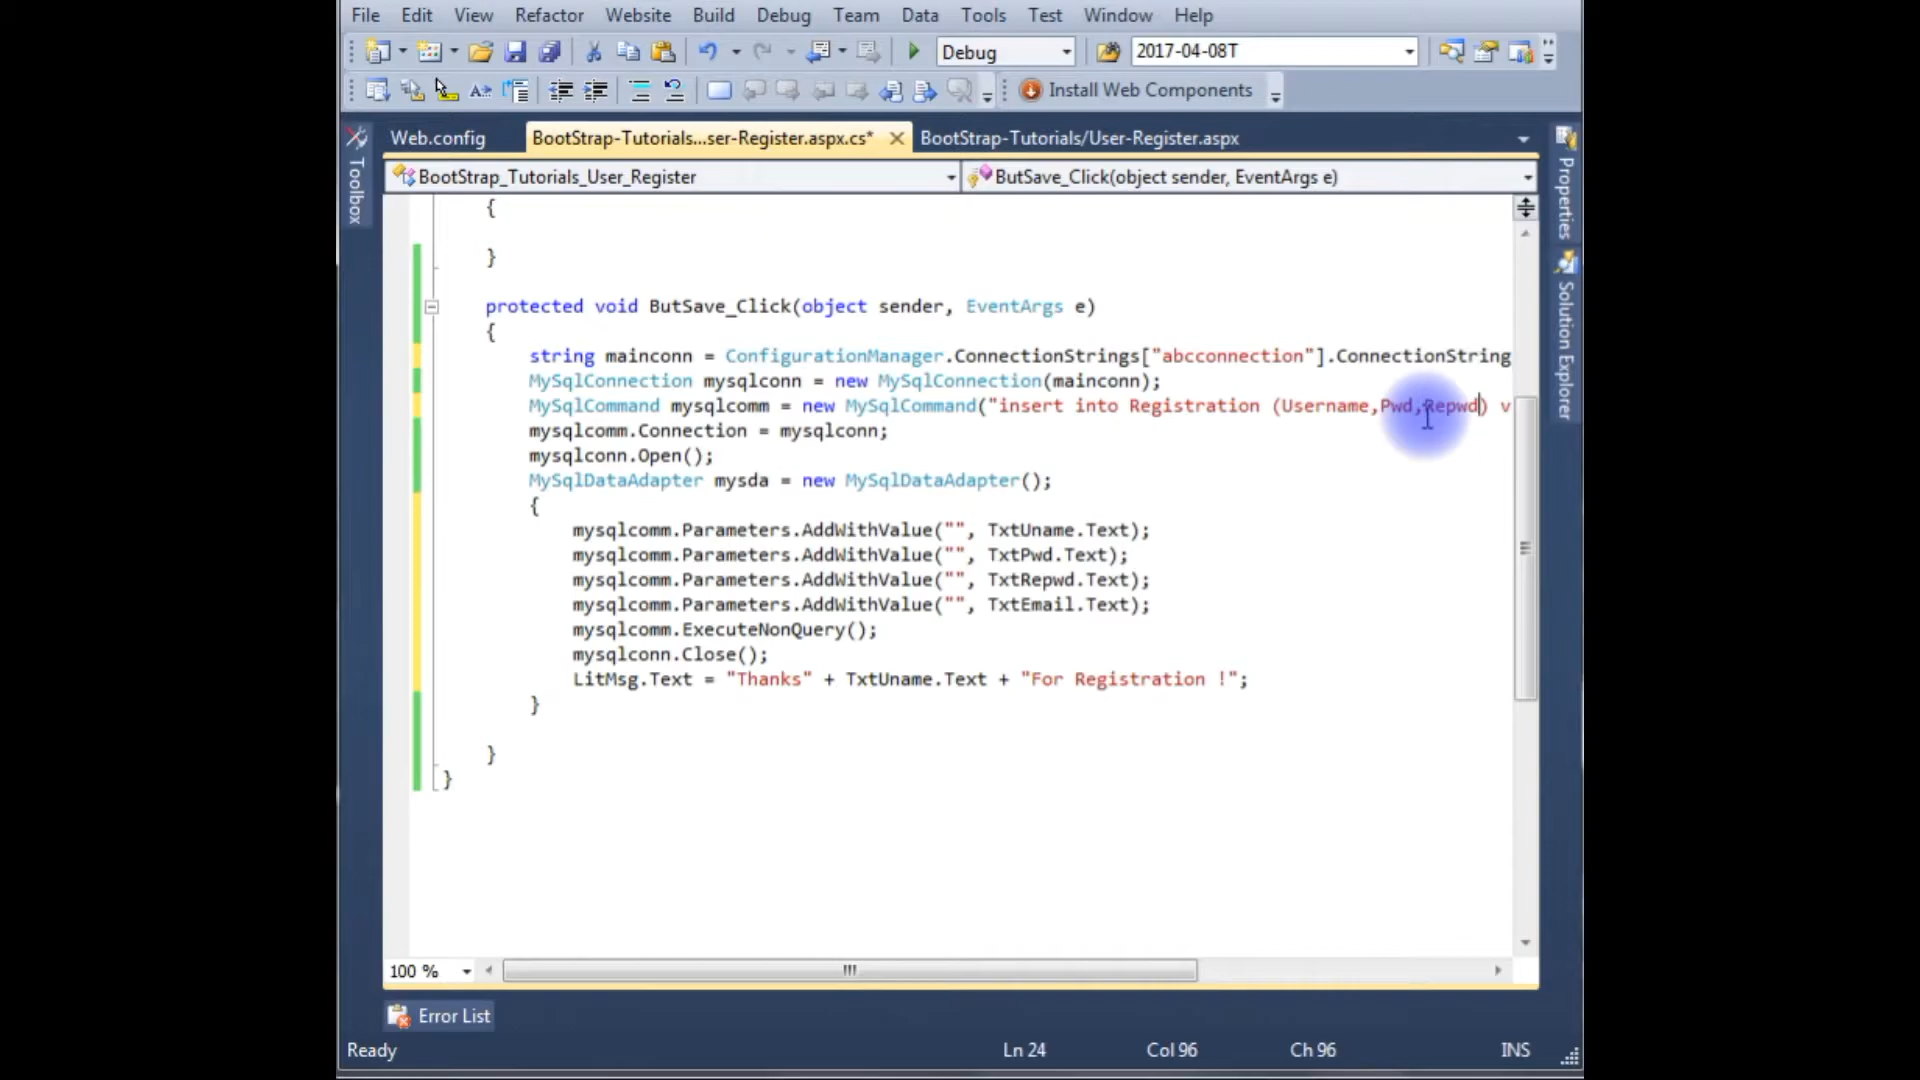 File Edit View Refactor Website Build Debug Team Data Tools Test Window Help
Debug 2017-04-08T
Install Web Components
Web.config BootStrap-Tutorials...ser-Register.aspx.cs* BootStrap-Tutorials/User-Register.aspx
BootStrap_Tutorials_User_Register ButSave_Click(object sender, EventArgs e)
Toolbox
Properties
Solution Explorer
{
}
protected void ButSave_Click(object sender, EventArgs e)
{
string mainconn = ConfigurationManager.ConnectionStrings["abcconnection"].ConnectionString
MySqlConnection mysqlconn = new MySqlConnection(mainconn);
MySqlCommand mysqlcomm = new MySqlCommand("insert into Registration (Username,Pwd,Repwd) v
mysqlcomm.Connection = mysqlconn;
mysqlconn.Open();
MySqlDataAdapter mysda = new MySqlDataAdapter();
{
mysqlcomm.Parameters.AddWithValue("", TxtUname.Text);
mysqlcomm.Parameters.AddWithValue("", TxtPwd.Text);
mysqlcomm.Parameters.AddWithValue("", TxtRepwd.Text);
mysqlcomm.Parameters.AddWithValue("", TxtEmail.Text);
mysqlcomm.ExecuteNonQuery();
mysqlconn.Close();
LitMsg.Text = "Thanks" + TxtUname.Text + "For Registration !";
}
}
}
100 %
Error List
Ready Ln 24 Col 96 Ch 96 INS